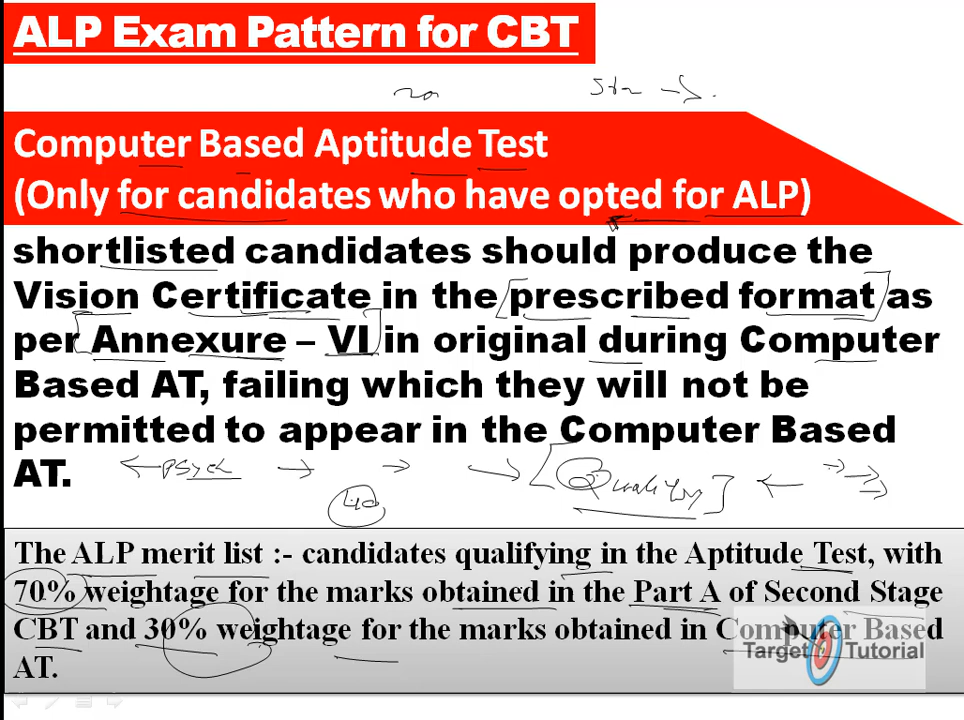 ALP Exam Pattern for CBT
Computer Based Aptitude Test
(Only for candidates who have opted for ALP)
shortlisted candidates should produce the
Vision Certificate in the [prescribed format] as
per [Annexure – VI] in original during Computer
Based AT, failing which they will not be
permitted to appear in the Computer Based
AT.
Psych
[Qualifying]
The ALP merit list :- candidates qualifying in the Aptitude Test, with
70% weightage for the marks obtained in the Part A of Second Stage
CBT and 30% weightage for the marks obtained in Computer Based
AT.
Target Tutorial